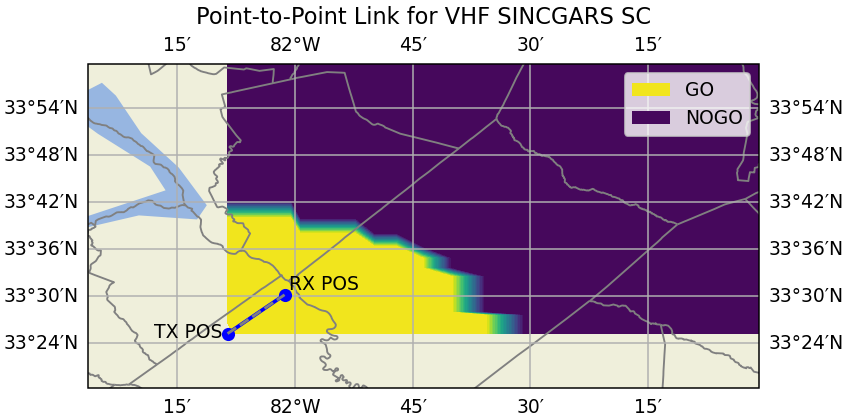 Point-to-Point Link for VHF SINCGARS SC
15′ 82°W 45′ 30′ 15′
GO
NOGO
33°54′N 33°54′N
33°48′N 33°48′N
33°42′N 33°42′N
33°36′N 33°36′N
RX POS
33°30′N 33°30′N
TX POS
33°24′N 33°24′N
15′ 82°W 45′ 30′ 15′